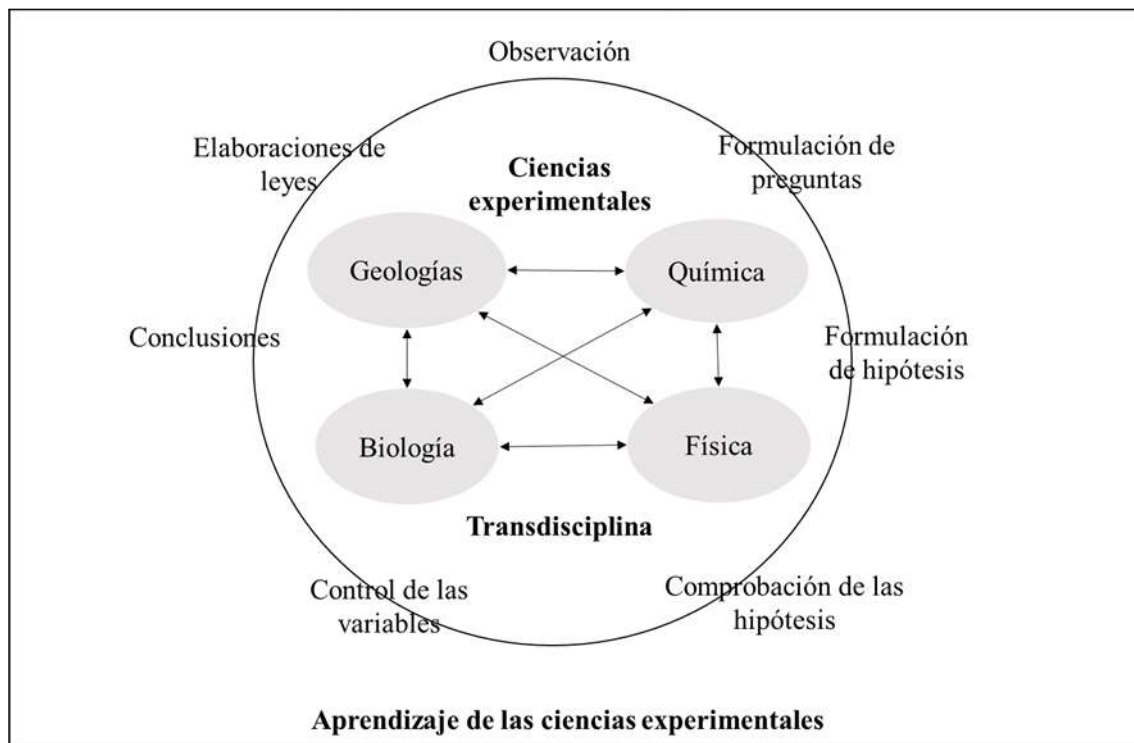 Observación
Elaboraciones de
leyes
Formulación de
preguntas
Ciencias
experimentales
Geologías
Química
Conclusiones
Formulación
de hipótesis
Biología
Física
Transdisciplina
Control de las
variables
Comprobación de las
hipótesis
Aprendizaje de las ciencias experimentales